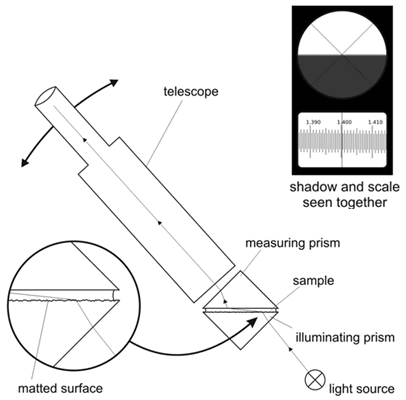 telescope
1.390 1.400 1.410
shadow and scale
seen together
measuring prism
sample
illuminating prism
light source
matted surface